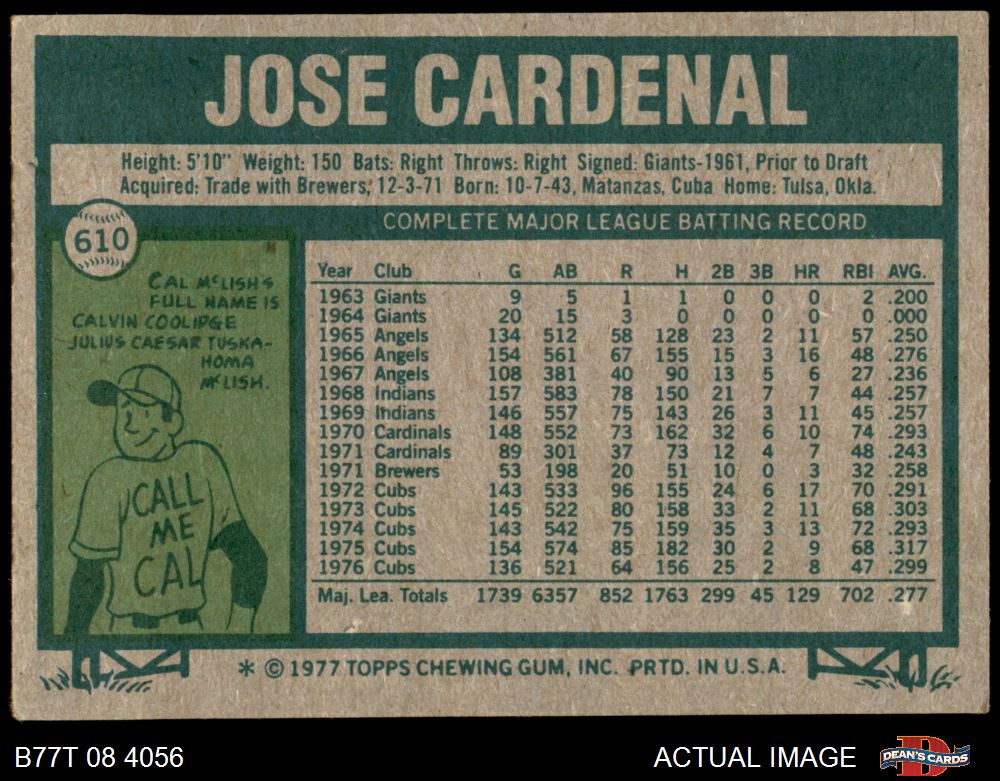 JOSE CARDENAL
Height: 5'10" Weight: 150 Bats: Right Throws: Right Signed: Giants-1961, Prior to Draft
Acquired: Trade with Brewers, 12-3-71 Born: 10-7-43, Matanzas, Cuba Home: Tulsa, Okla.
610
COMPLETE MAJOR LEAGUE BATTING RECORD
CAL McLISH'S
FULL NAME IS
CALVIN COOLIDGE
JULIUS CAESAR TUSKA-
HOMA
McLISH.
CALL
ME
CAL
Year Club G AB R H 2B 3B HR RBI AVG.
1963 Giants 9 5 1 1 0 0 0 2 .200
1964 Giants 20 15 3 0 0 0 0 0 .000
1965 Angels 134 512 58 128 23 2 11 57 .250
1966 Angels 154 561 67 155 15 3 16 48 .276
1967 Angels 108 381 40 90 13 5 6 27 .236
1968 Indians 157 583 78 150 21 7 7 44 .257
1969 Indians 146 557 75 143 26 3 11 45 .257
1970 Cardinals 148 552 73 162 32 6 10 74 .293
1971 Cardinals 89 301 37 73 12 4 7 48 .243
1971 Brewers 53 198 20 51 10 0 3 32 .258
1972 Cubs 143 533 96 155 24 6 17 70 .291
1973 Cubs 145 522 80 158 33 2 11 68 .303
1974 Cubs 143 542 75 159 35 3 13 72 .293
1975 Cubs 154 574 85 182 30 2 9 68 .317
1976 Cubs 136 521 64 156 25 2 8 47 .299
Maj. Lea. Totals 1739 6357 852 1763 299 45 129 702 .277
* © 1977 TOPPS CHEWING GUM, INC. PRTD. IN U.S.A.
B77T 08 4056
ACTUAL IMAGE
DEAN'S CARDS